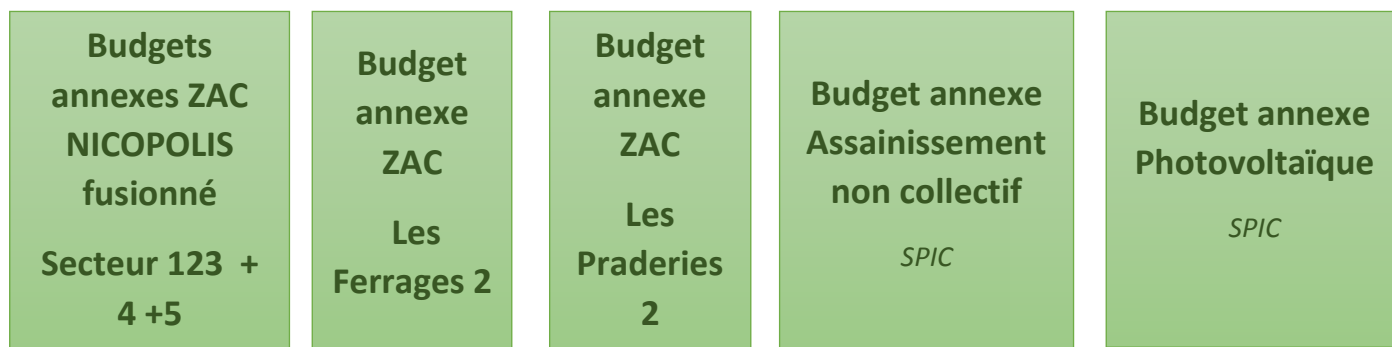 Budgets
annexes ZAC
NICOPOLIS
fusionné
Secteur 123 +
4 +5
Budget
annexe
ZAC
Les
Ferrages 2
Budget
annexe
ZAC
Les
Praderies
2
Budget annexe
Assainissement
non collectif
SPIC
Budget annexe
Photovoltaïque
SPIC